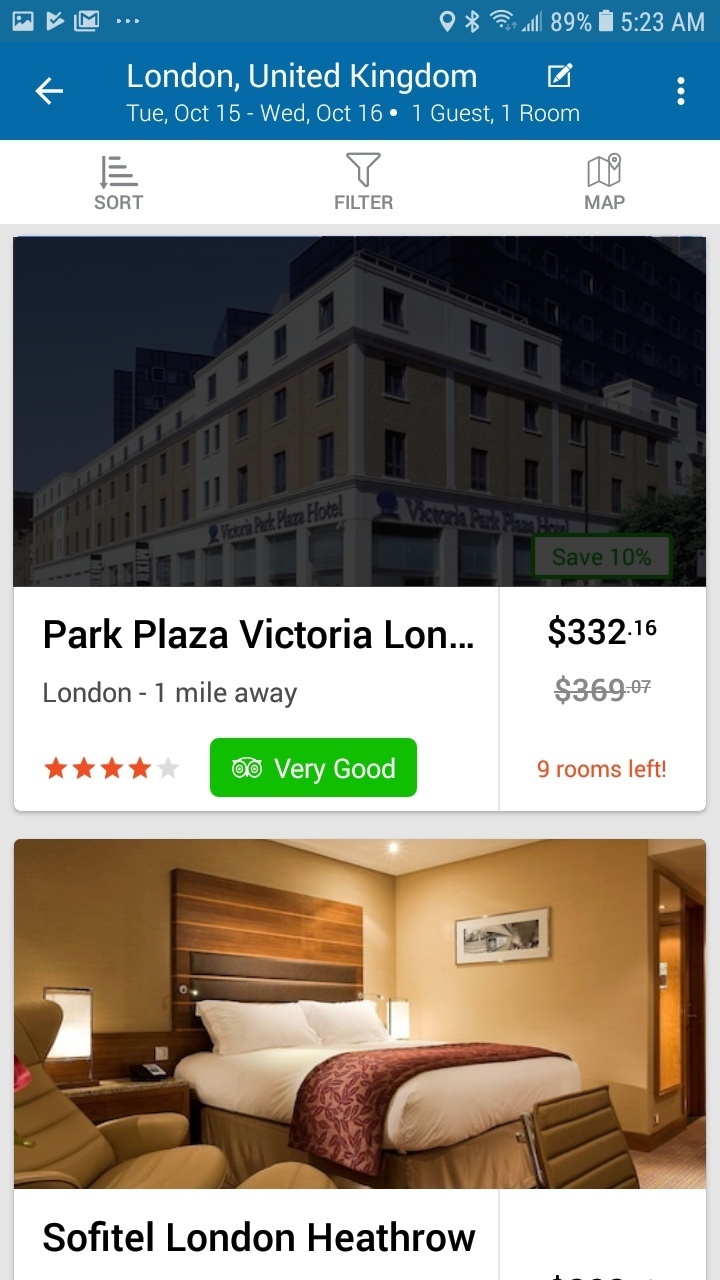 89% 5:23 AM
London, United Kingdom
Tue, Oct 15 - Wed, Oct 16 • 1 Guest, 1 Room
SORT
FILTER
MAP
Victoria Park Plaza Hotel
Victoria Park Plaza Hotel
Save 10%
Park Plaza Victoria Lon...
$332.16
London - 1 mile away
$369.07
Very Good
9 rooms left!
Sofitel London Heathrow